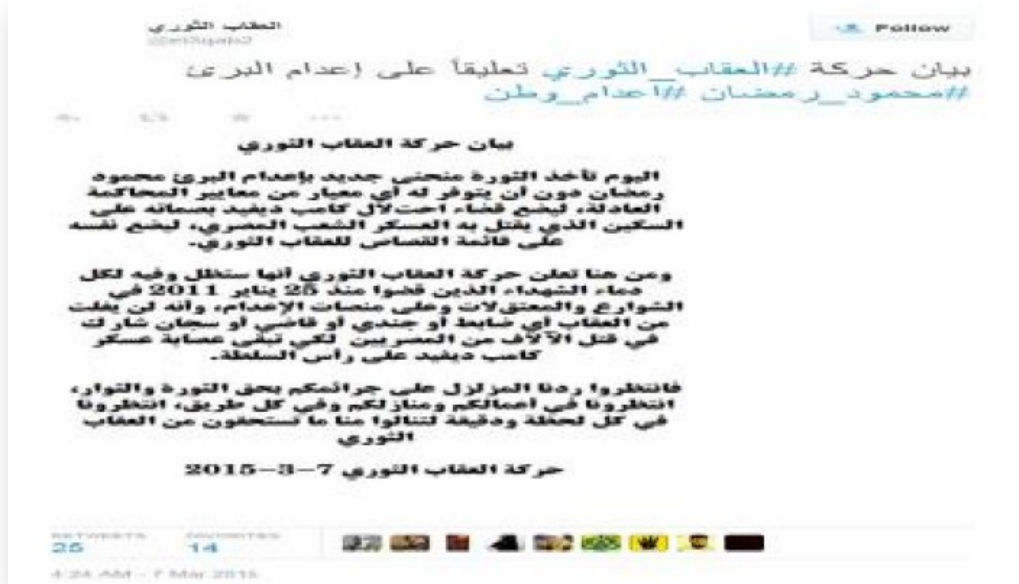 العقاب الثوري
Follow
بيان حركة #العقاب_الثوري تعليقاً على إعدام البرئ
#محمود_رمضان #اعدام_وطن
بيان حركة العقاب الثوري
اليوم تأخذ الثورة منحنى جديد بإعدام البرئ محمود
رمضان دون أن يتوفر له أي معيار من معايير المحاكمة
العادلة، ليضع قضاء احتلال كامب ديفيد بصماته على
السكين الذي يقتل به العسكر الشعب المصري، ليضع نفسه
على قائمة القصاص للعقاب الثوري.
ومن هنا تعلن حركة العقاب الثوري أنها ستظل وفيه لكل
دماء الشهداء الذين قضوا منذ 25 يناير 2011 في
الشوارع والمعتقلات وعلى منصات الإعدام، وأنه لن يفلت
من العقاب أي ضابط أو جندي أو قاضي أو سجان شارك
في قتل الآلاف من المصريين لكي تبقى عصابة عسكر
كامب ديفيد على رأس السلطة.
فانتظروا ردنا المزلزل على جرائمكم بحق الثورة والثوار،
انتظرونا في أعمالكم ومنازلكم وفي كل طريق، انتظرونا
في كل لحظة ودقيقة لتنالوا منا ما تستحقون من العقاب
الثوري
حركة العقاب الثوري 7-3-2015
RETWEETS FAVORITES
25 14
4:24 AM - 7 Mar 2015